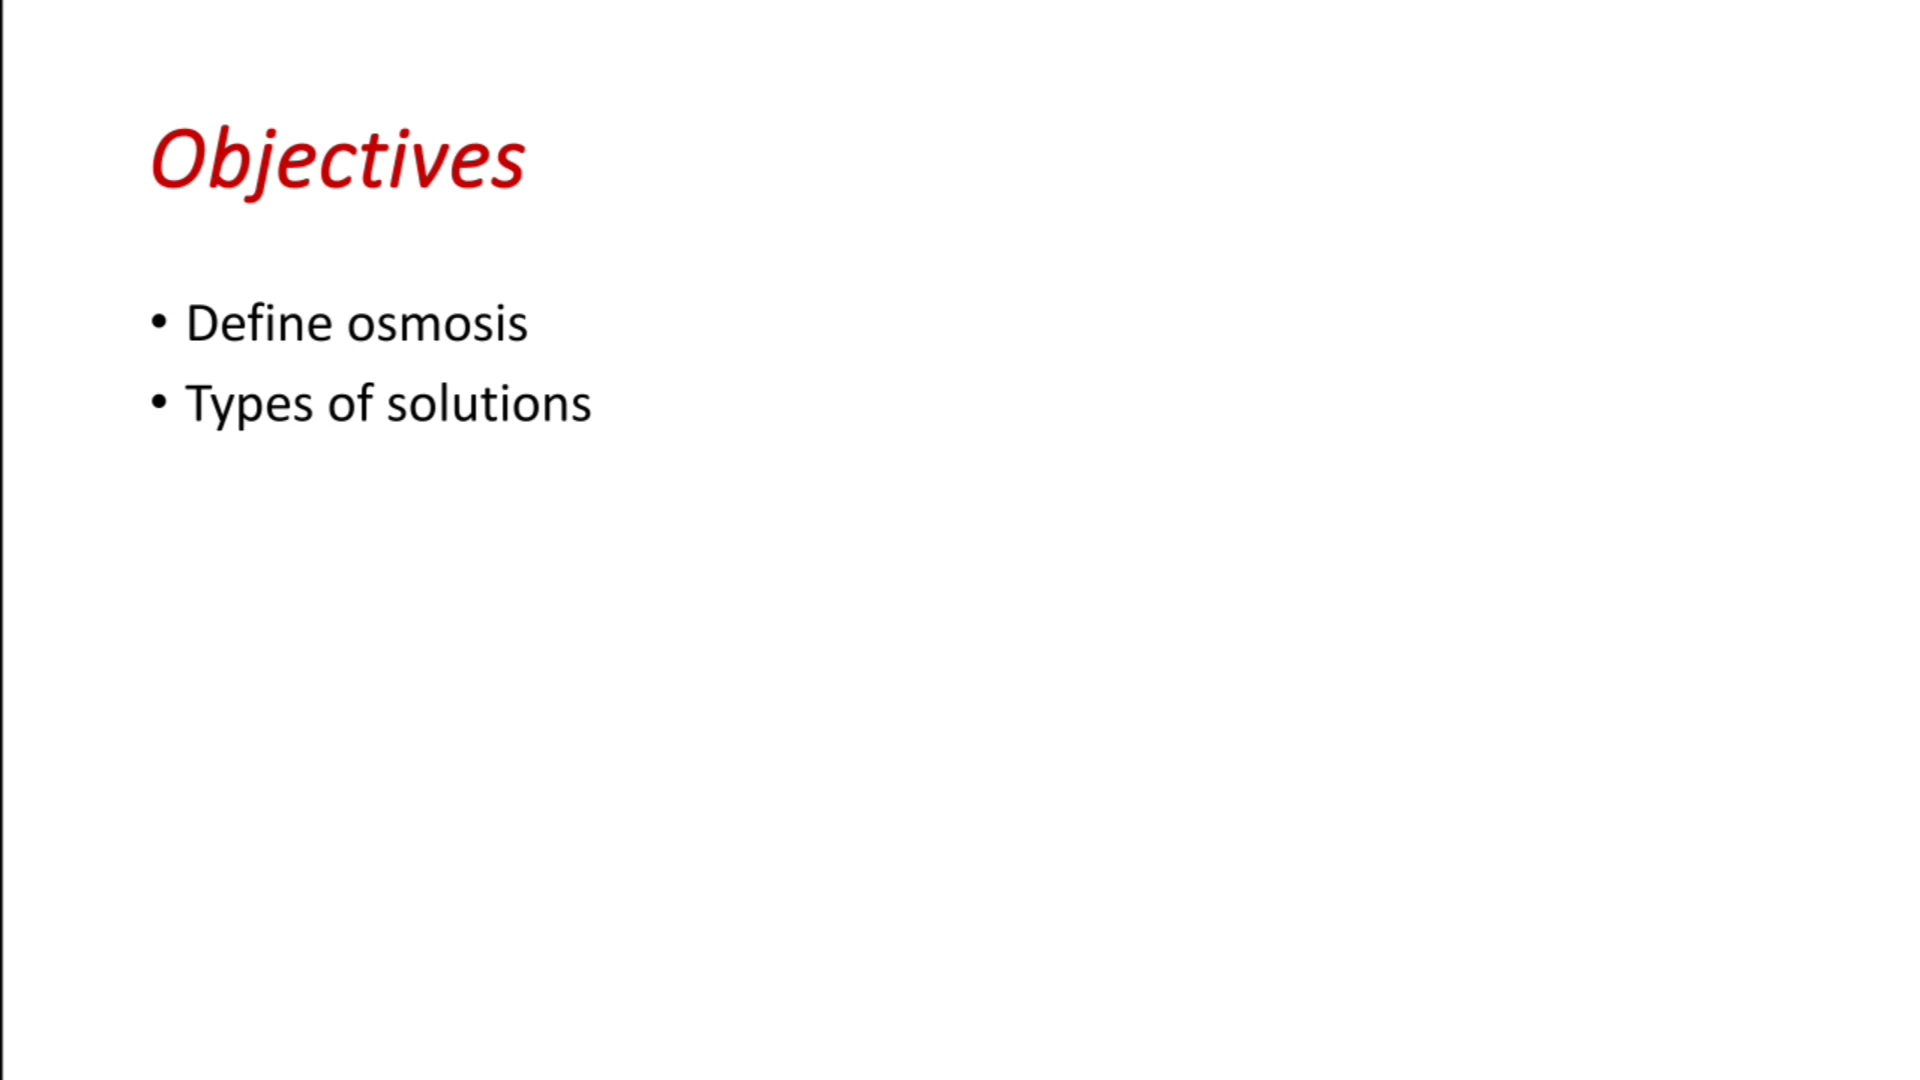 Objectives
• Define osmosis
• Types of solutions